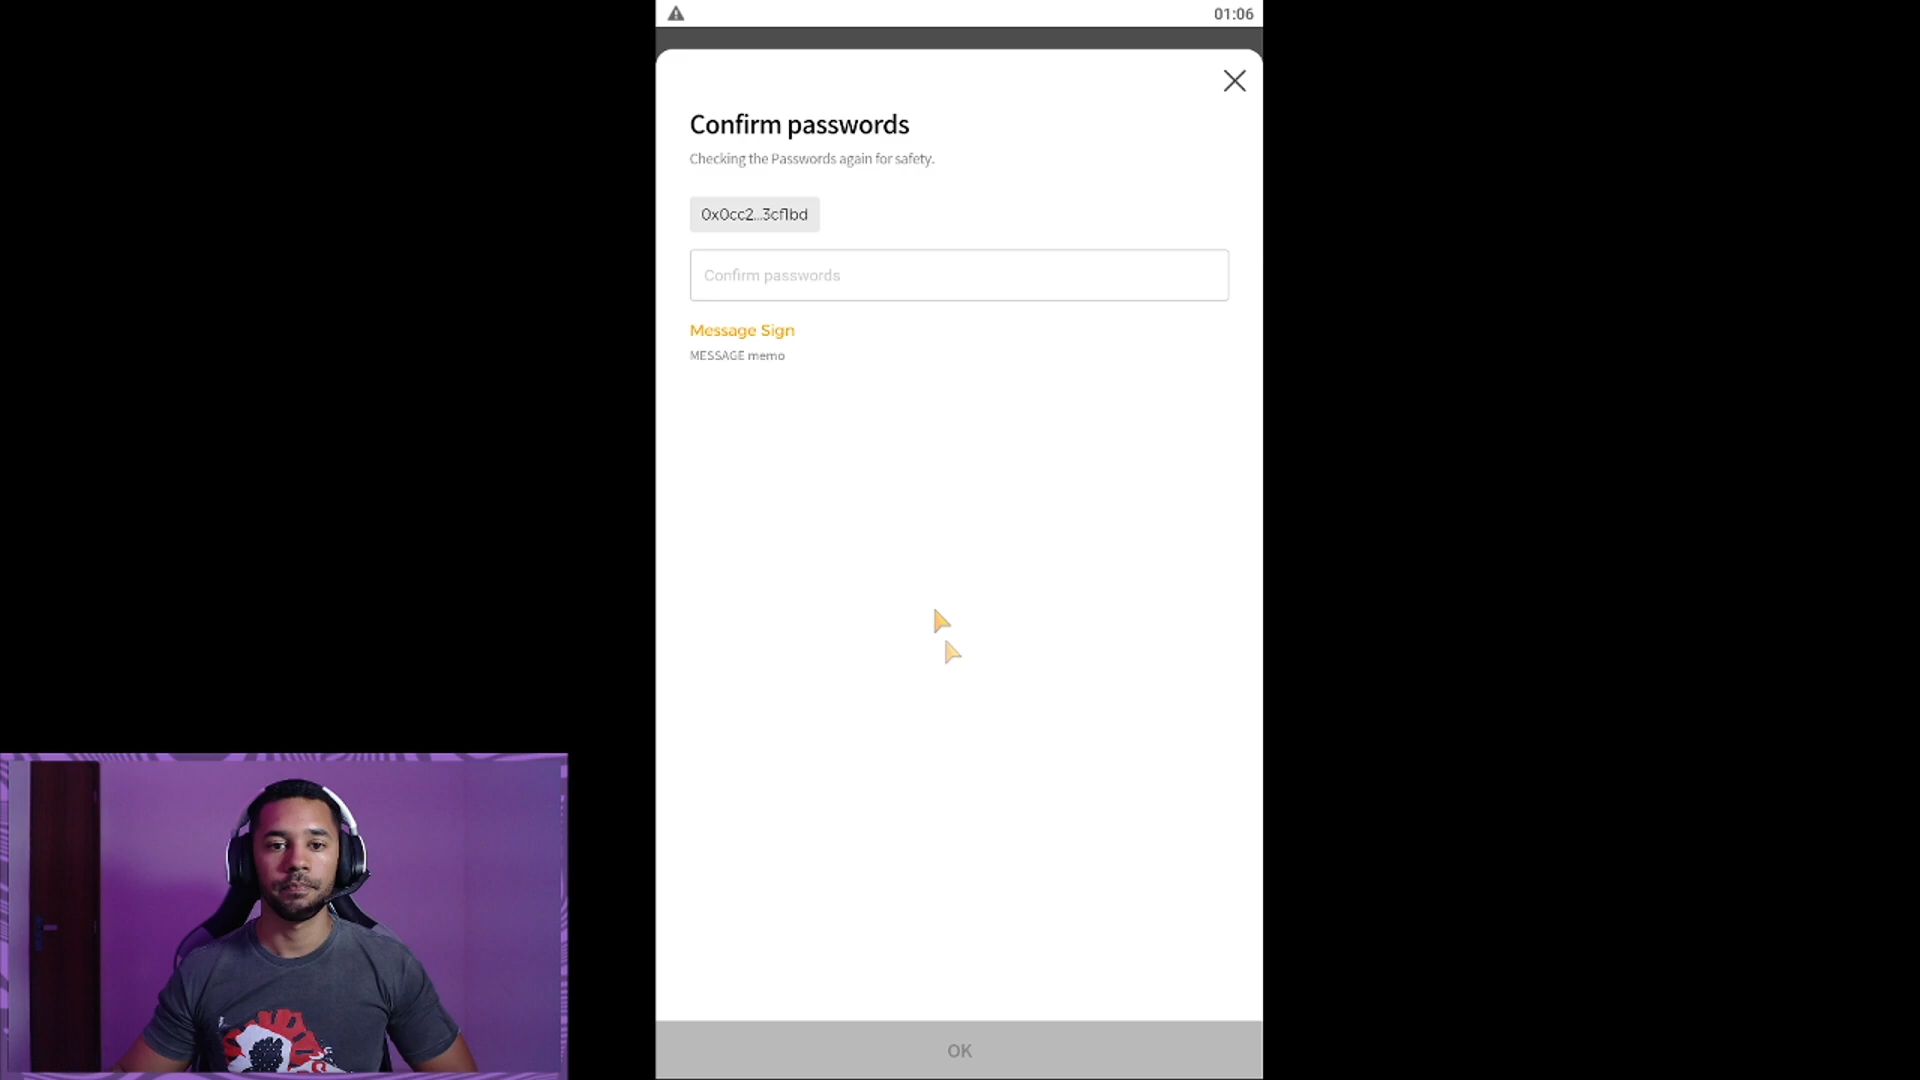 01:06
Confirm passwords
Checking the Passwords again for safety.
0x0cc2...3cf1bd
Confirm passwords
Message Sign
MESSAGE memo
OK